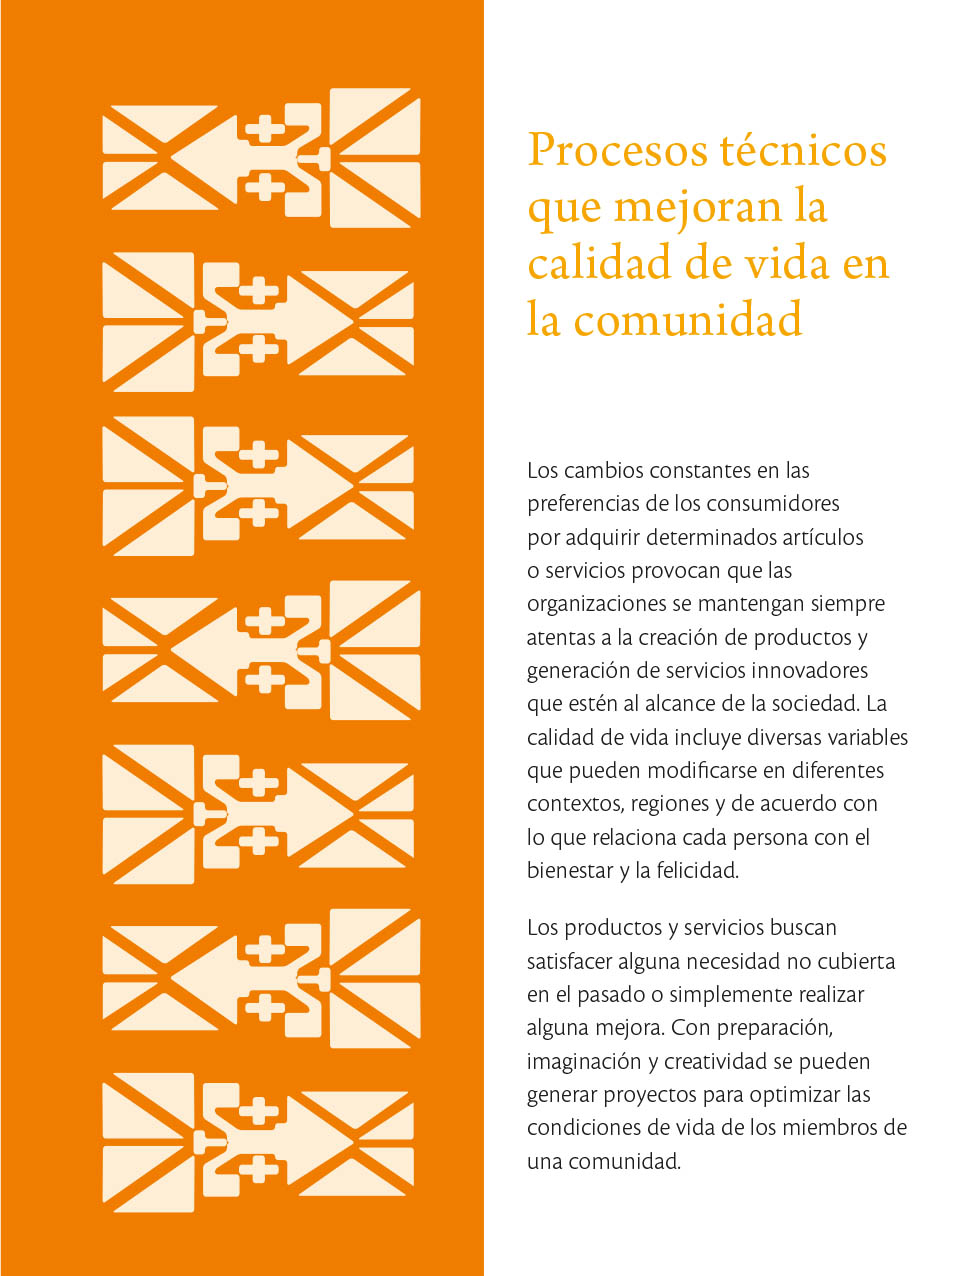 Procesos técnicos
que mejoran la
calidad de vida en
la comunidad
Los cambios constantes en las
preferencias de los consumidores
por adquirir determinados artículos
o servicios provocan que las
organizaciones se mantengan siempre
atentas a la creación de productos y
generación de servicios innovadores
que estén al alcance de la sociedad. La
calidad de vida incluye diversas variables
que pueden modificarse en diferentes
contextos, regiones y de acuerdo con
lo que relaciona cada persona con el
bienestar y la felicidad.
Los productos y servicios buscan
satisfacer alguna necesidad no cubierta
en el pasado o simplemente realizar
alguna mejora. Con preparación,
imaginación y creatividad se pueden
generar proyectos para optimizar las
condiciones de vida de los miembros de
una comunidad.